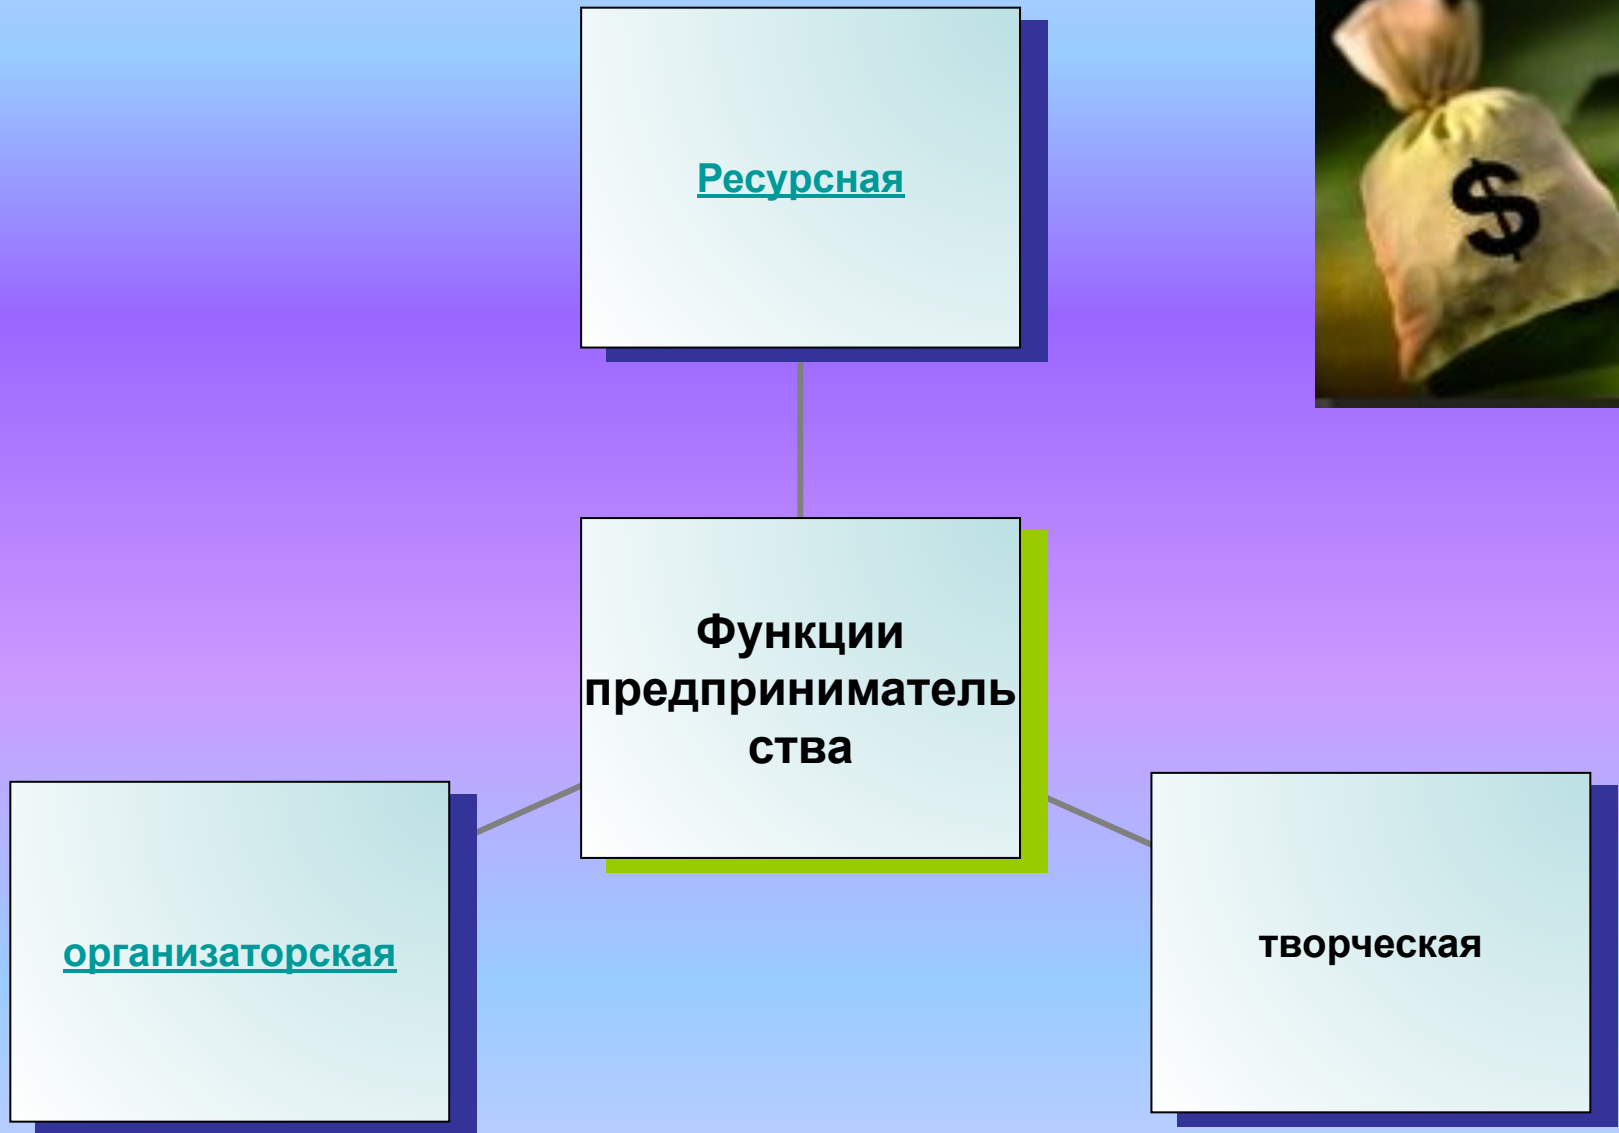 Ресурсная
$
Функции
предприниматель
ства
организаторская
творческая